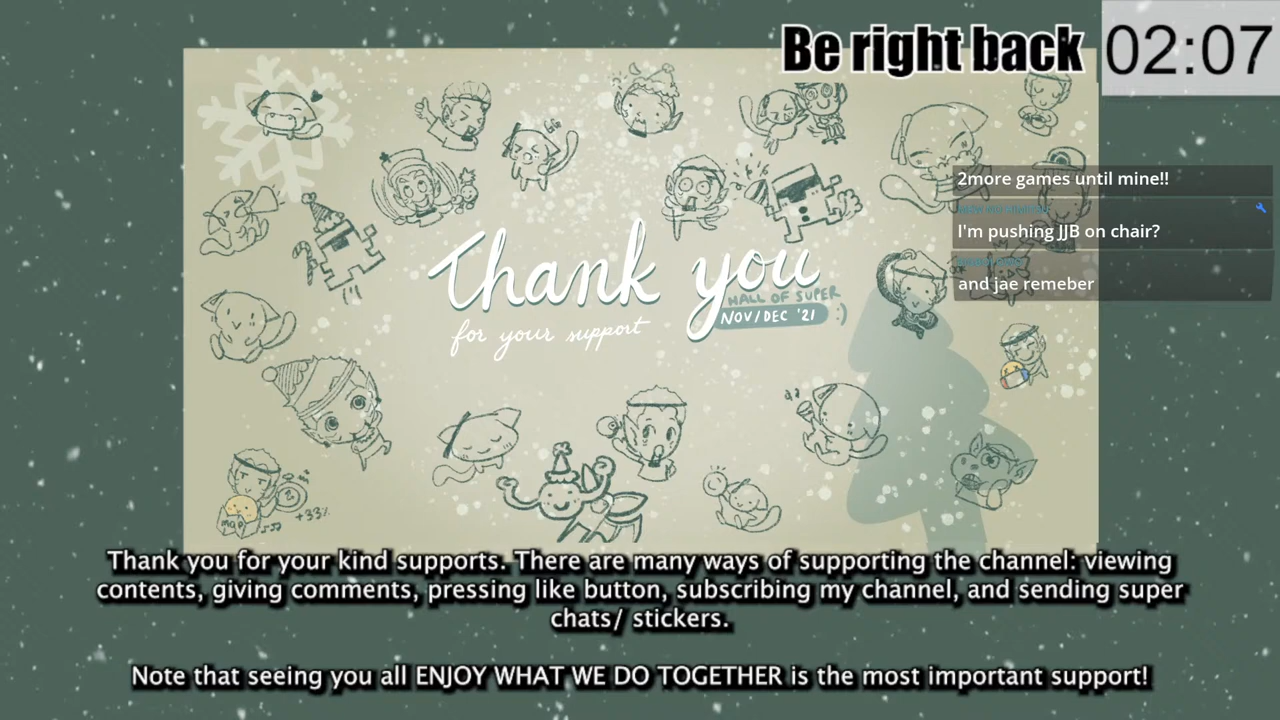 Be right back
02:07
2more games until mine!!
I'm pushing JJB on chair?
and jae remeber
Thank you
HALL OF SUPER
NOV/DEC '21 :)
for your support
map
+33%
Thank you for your kind supports. There are many ways of supporting the channel: viewing
contents, giving comments, pressing like button, subscribing my channel, and sending super
chats/ stickers.
Note that seeing you all ENJOY WHAT WE DO TOGETHER is the most important support!